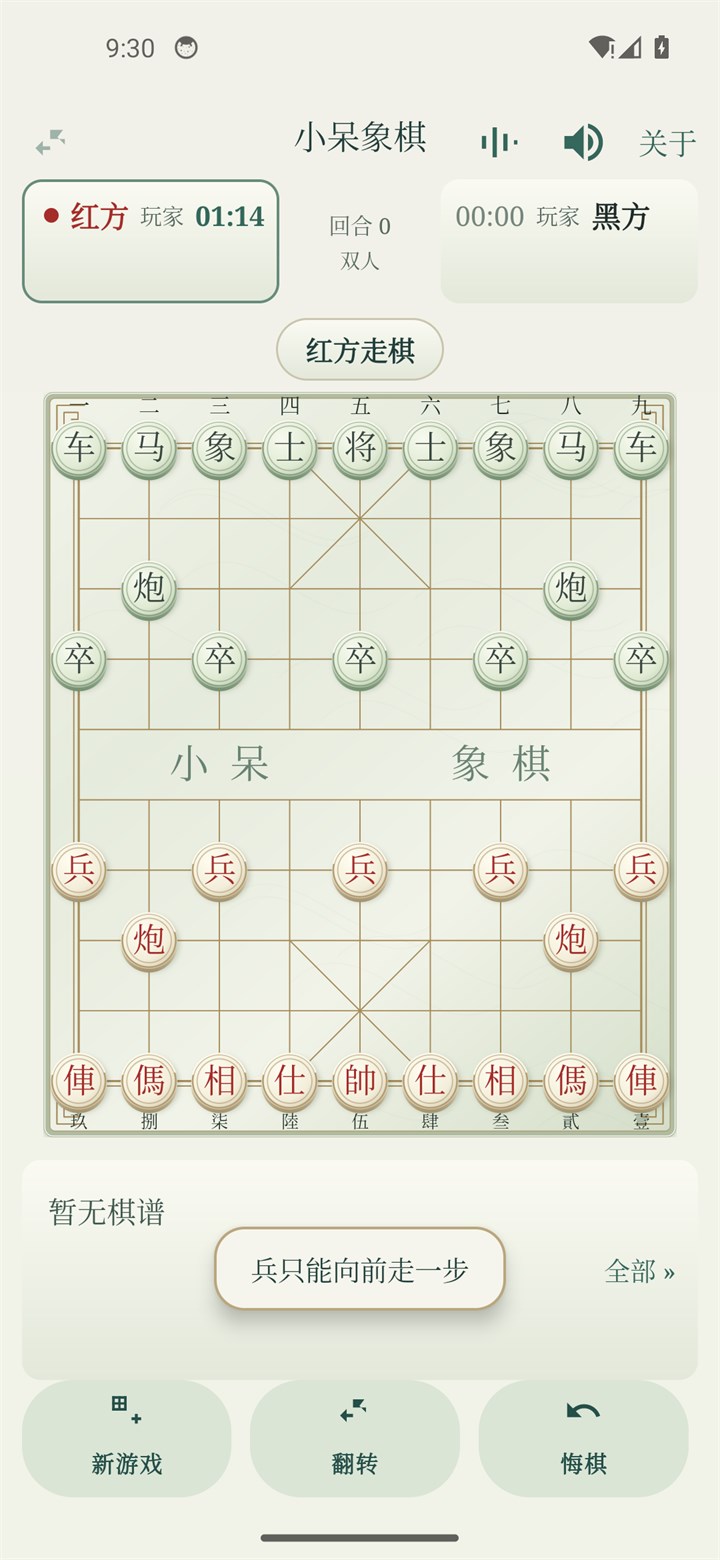 9:30
小呆象棋
关于
红方 玩家 01:14
回合 0
双人
00:00 玩家 黑方
红方走棋
一 二 三 四 五 六 七 八 九
车 马 象 士 将 士 象 马 车
炮 炮
卒 卒 卒 卒 卒
小呆 象棋
兵 兵 兵 兵 兵
炮 炮
俥 傌 相 仕 帥 仕 相 傌 俥
玖 捌 柒 陸 伍 肆 叁 貳 壹
暂无棋谱
兵只能向前走一步
全部 »
新游戏
翻转
悔棋